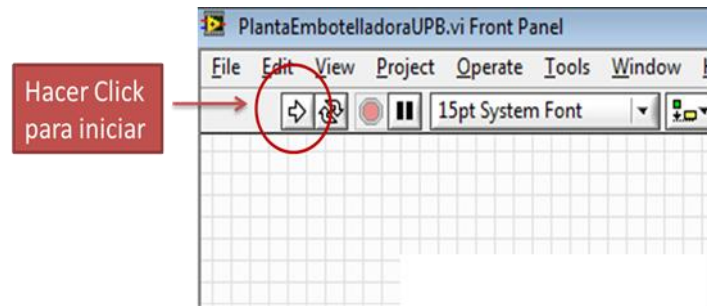 PlantaEmbotelladoraUPB.vi Front Panel
File Edit View Project Operate Tools Window
Hacer Click
para iniciar
15pt System Font